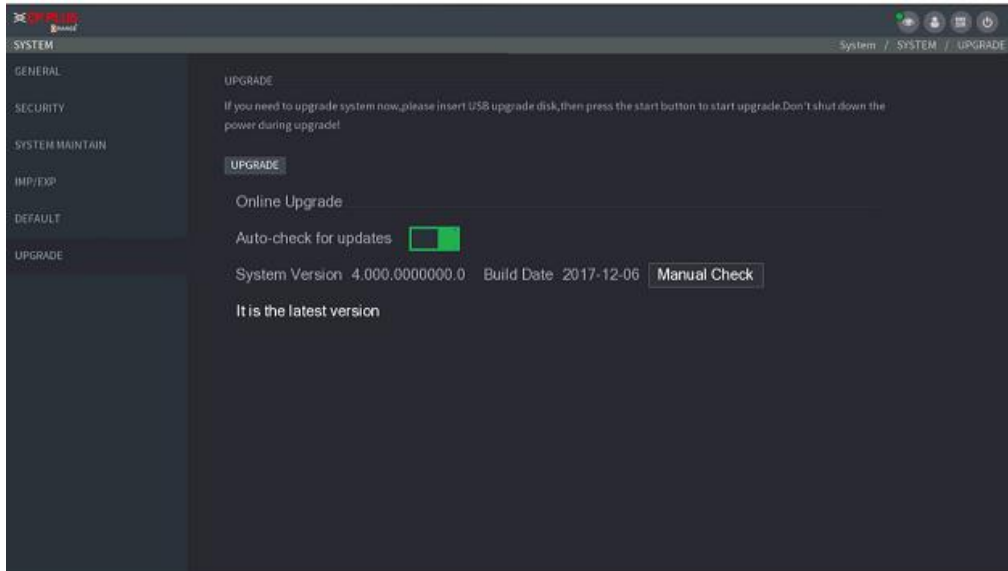 CP PLUS
SYSTEM
System / SYSTEM / UPGRADE
GENERAL
SECURITY
SYSTEM MAINTAIN
IMP/EXP
DEFAULT
UPGRADE
UPGRADE
If you need to upgrade system now,please insert USB upgrade disk,then press the start button to start upgrade.Don't shut down the
power during upgrade!
UPGRADE
Online Upgrade
Auto-check for updates
System Version 4.000.0000000.0 Build Date 2017-12-06 Manual Check
It is the latest version